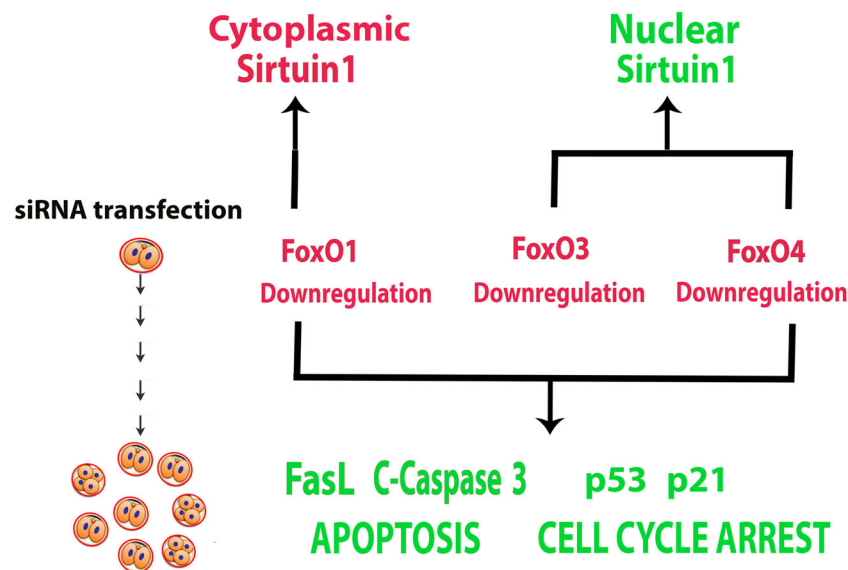 Cytoplasmic
Sirtuin1
Nuclear
Sirtuin1
siRNA transfection
FoxO1
Downregulation
FoxO3
Downregulation
FoxO4
Downregulation
FasL C-Caspase 3
p53 p21
APOPTOSIS
CELL CYCLE ARREST